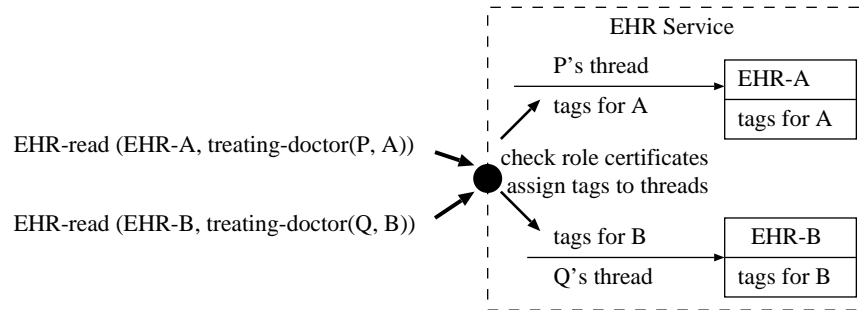 EHR Service
P's thread
tags for A
EHR-A
tags for A
EHR-read (EHR-A, treating-doctor(P, A))
check role certificates
assign tags to threads
EHR-read (EHR-B, treating-doctor(Q, B))
tags for B
Q's thread
EHR-B
tags for B